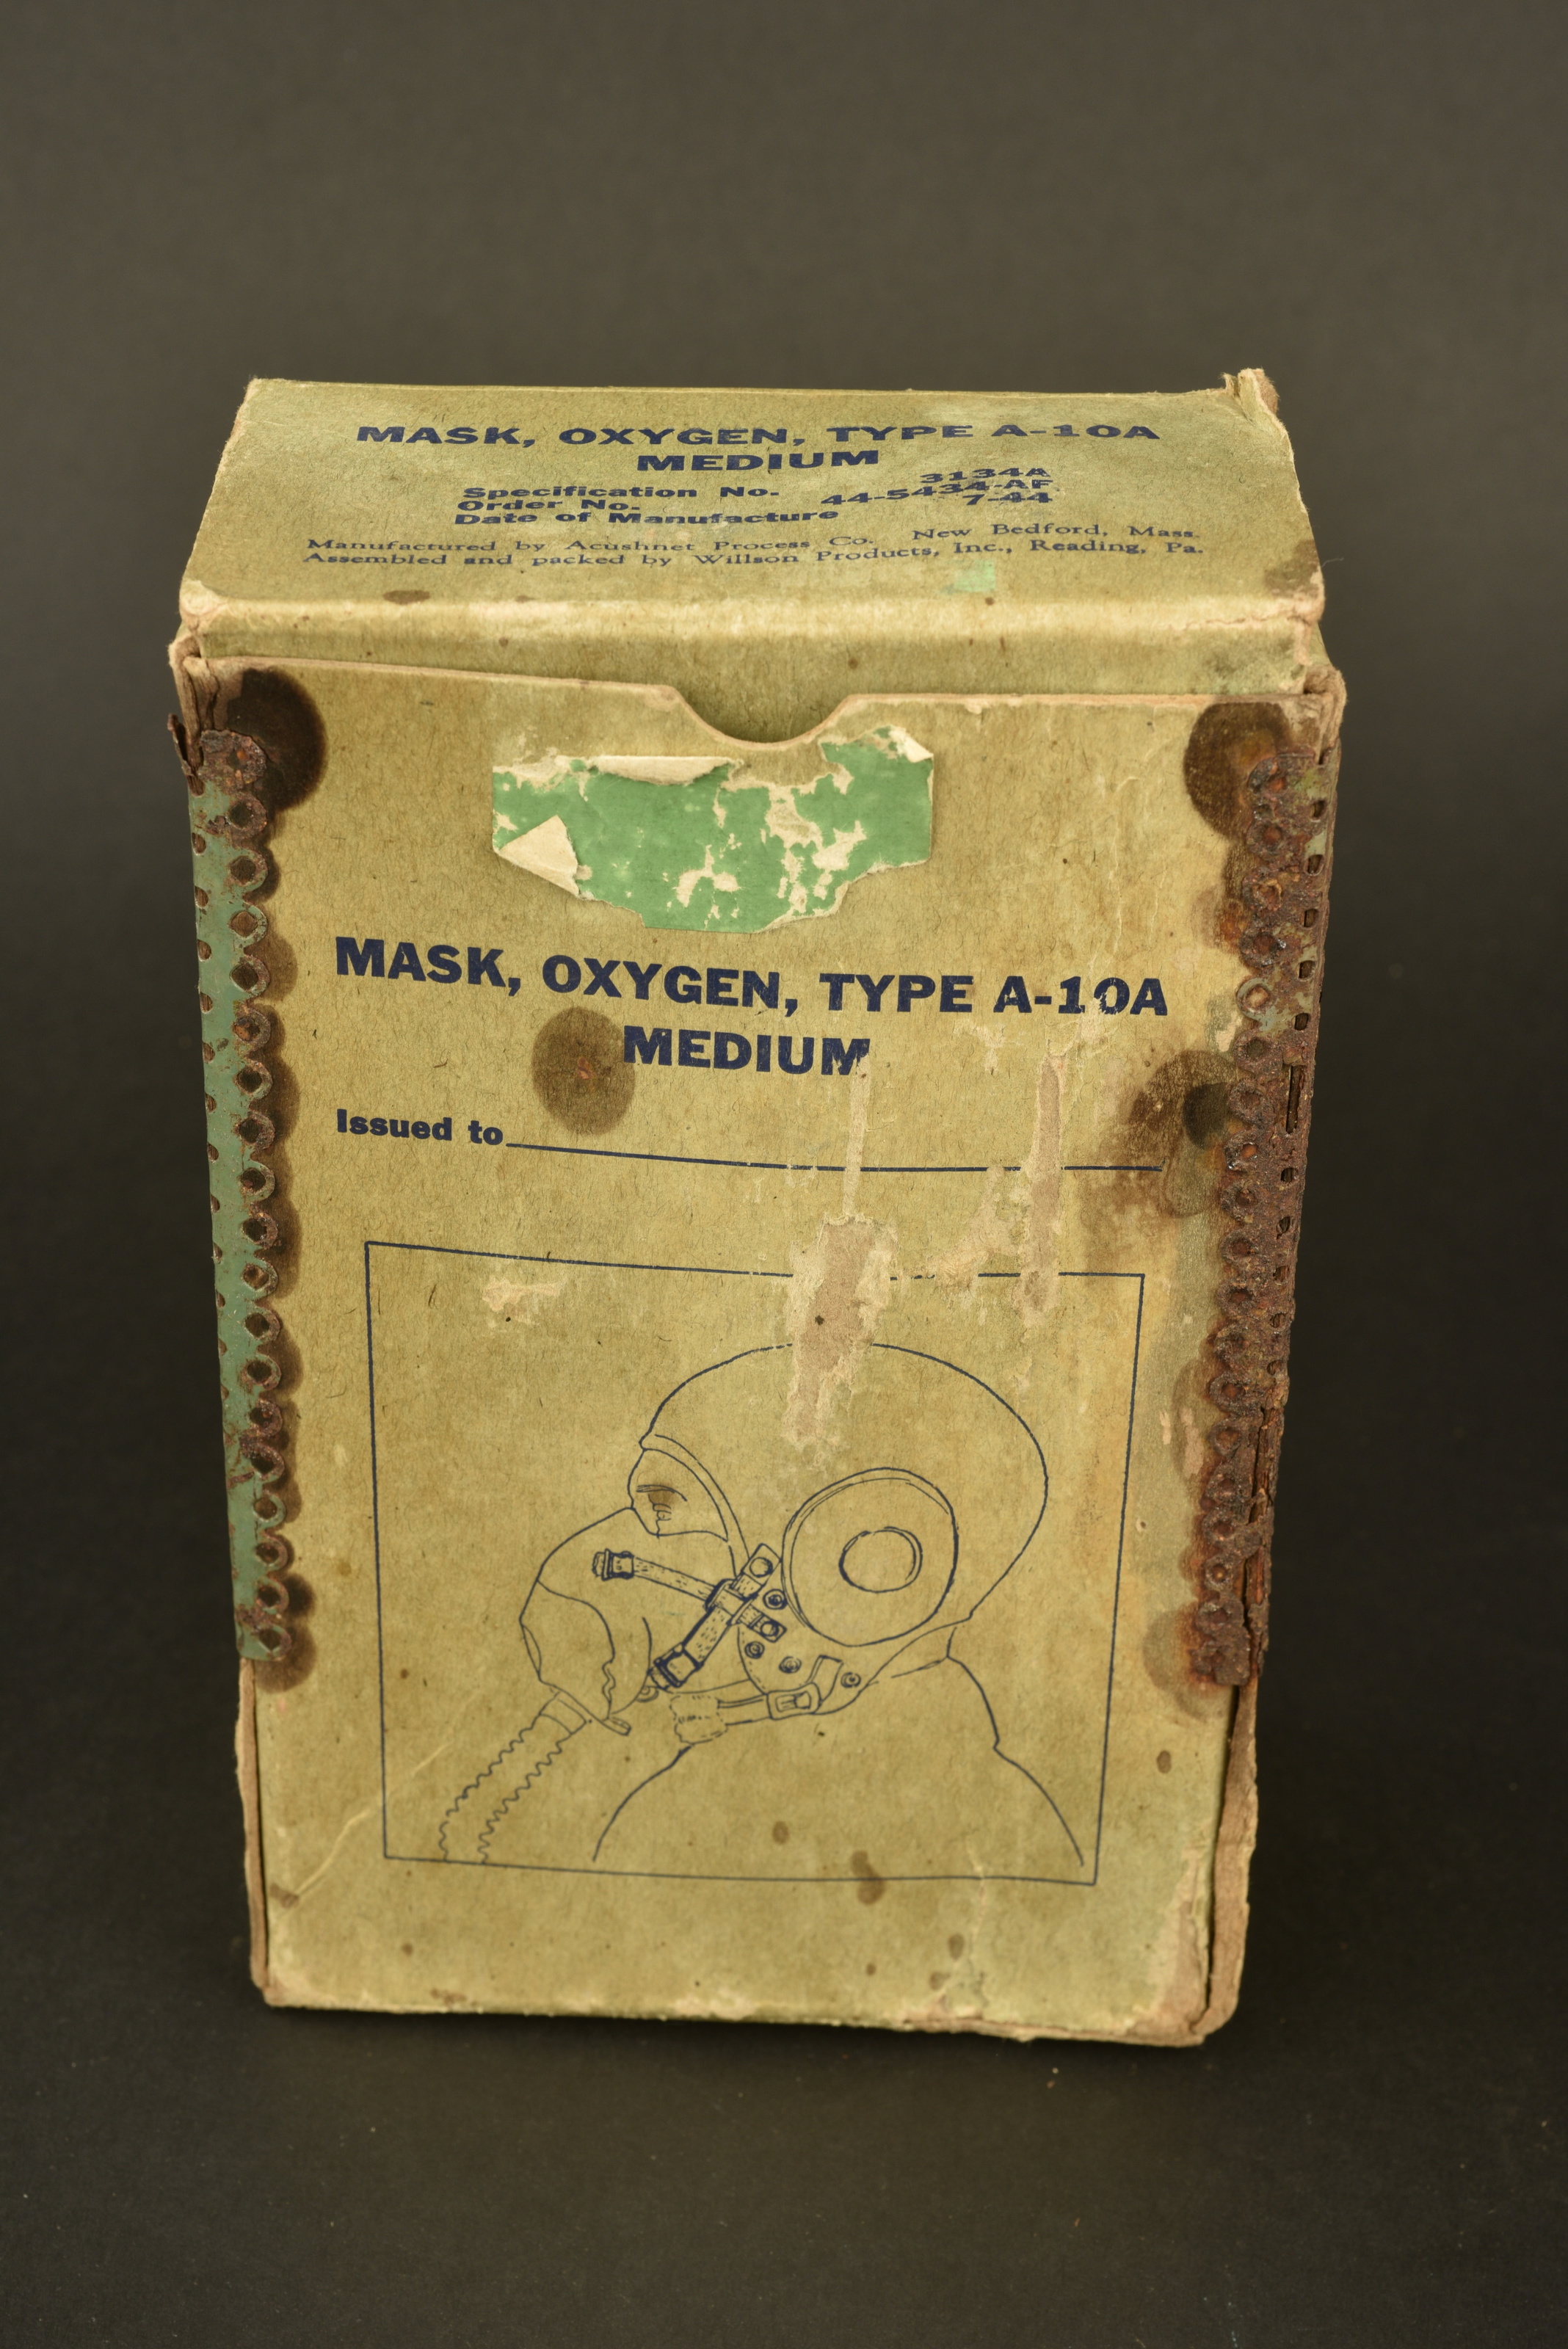 MASK, OXYGEN, TYPE A-10A
MEDIUM
Specification No. 3134A
Order No. 44-5434-AF
Date of Manufacture 7-44
Manufactured by Acushnet Process Co. New Bedford, Mass.
Assembled and packed by Willson Products, Inc., Reading, Pa.
MASK, OXYGEN, TYPE A-10A
MEDIUM
Issued to